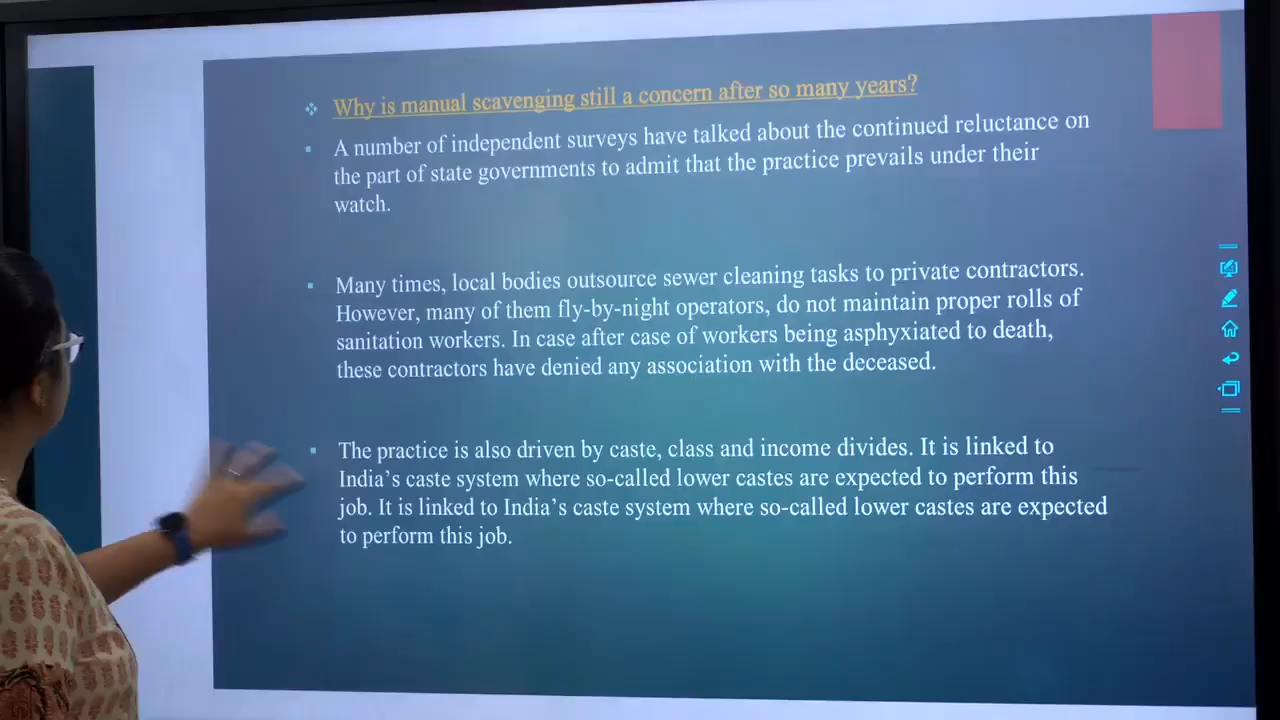 Why is manual scavenging still a concern after so many years?
A number of independent surveys have talked about the continued reluctance on
the part of state governments to admit that the practice prevails under their
watch.
Many times, local bodies outsource sewer cleaning tasks to private contractors.
However, many of them fly-by-night operators, do not maintain proper rolls of
sanitation workers. In case after case of workers being asphyxiated to death,
these contractors have denied any association with the deceased.
The practice is also driven by caste, class and income divides. It is linked to
India's caste system where so-called lower castes are expected to perform this
job. It is linked to India's caste system where so-called lower castes are expected
to perform this job.